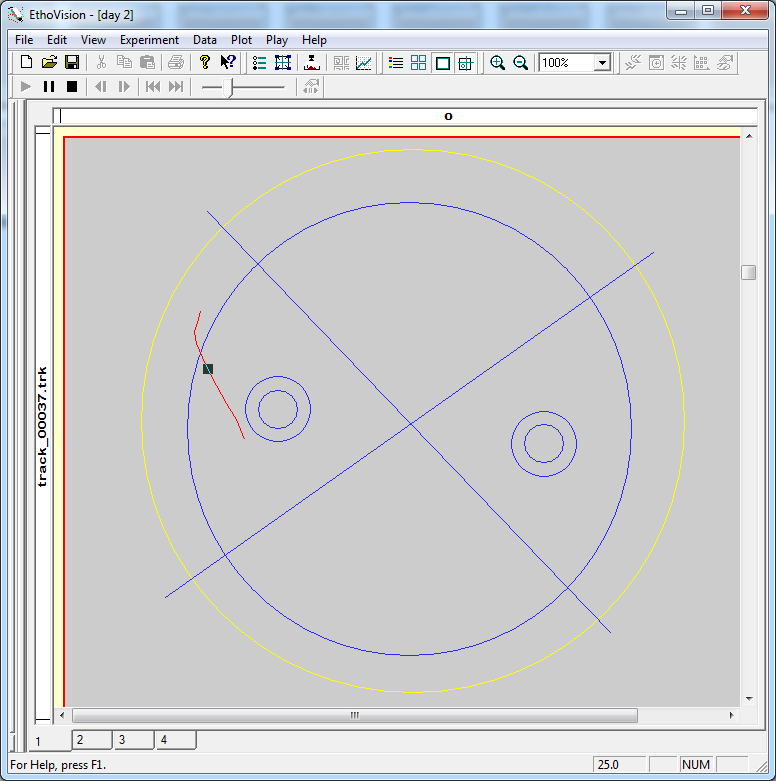 EthoVision - [day 2]
File Edit View Experiment Data Plot Play Help
100%
0
track_00037.trk
1 2 3 4
For Help, press F1. 25.0 NUM